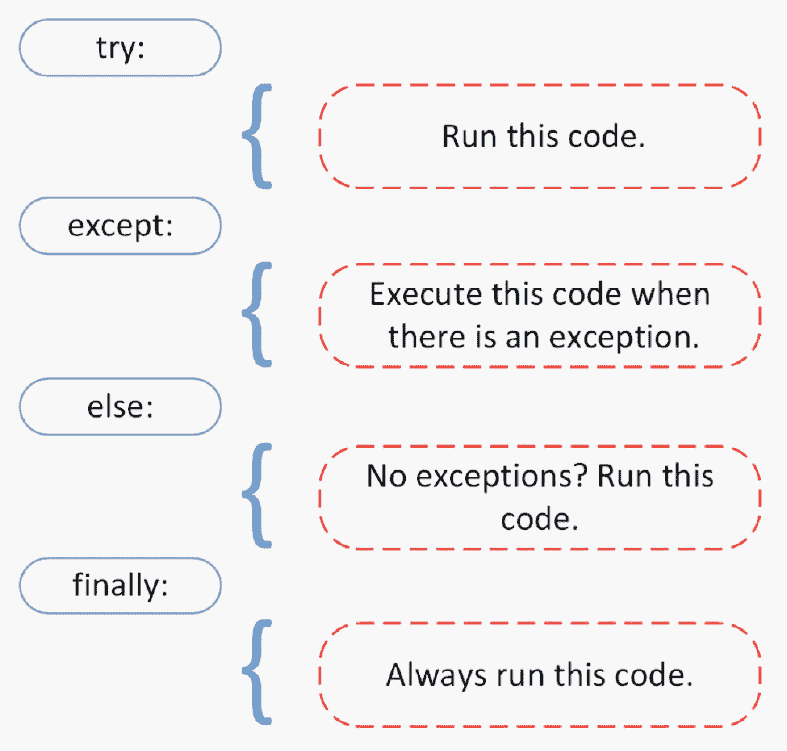 try:
Run this code.
except:
Execute this code when
there is an exception.
else:
No exceptions? Run this
code.
finally:
Always run this code.